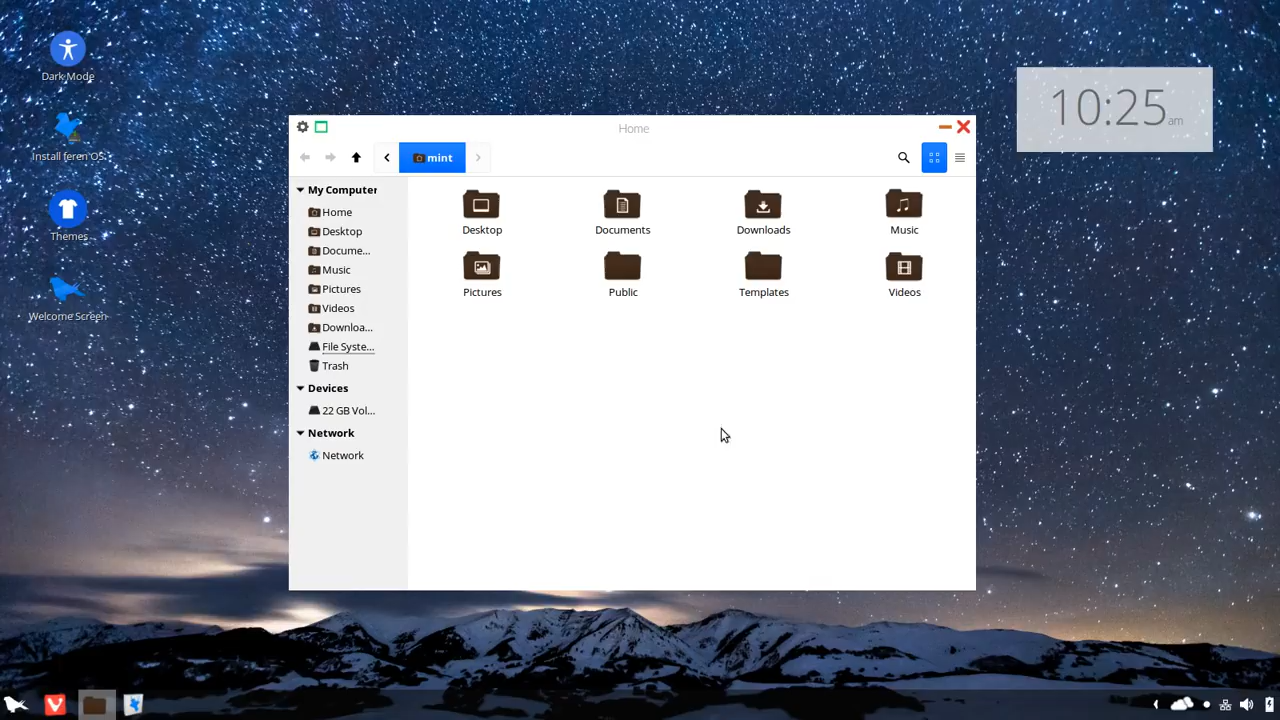 Dark Mode
Install feren OS
Themes
Welcome Screen
10:25 am
Home
mint
My Computer
Home
Desktop
Docume...
Music
Pictures
Videos
Downloa...
File Syste...
Trash
Devices
22 GB Vol...
Network
Network
Desktop
Documents
Downloads
Music
Pictures
Public
Templates
Videos